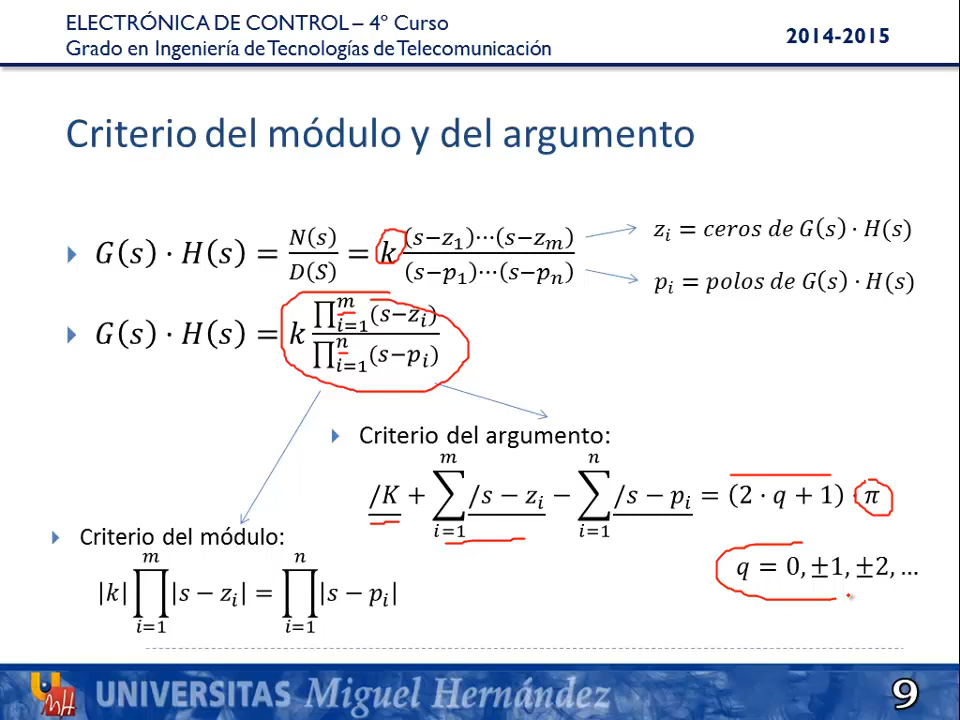 ELECTRÓNICA DE CONTROL – 4º Curso
Grado en Ingeniería de Tecnologías de Telecomunicación
2014-2015
Criterio del módulo y del argumento
G(s) · H(s) = N(s)/D(S) = k (s−z₁)⋯(s−zₘ)/(s−p₁)⋯(s−pₙ)
zᵢ = ceros de G(s) · H(s)
pᵢ = polos de G(s) · H(s)
G(s) · H(s) = k ∏ᵢ₌₁ᵐ(s−zᵢ)/∏ᵢ₌₁ⁿ(s−pᵢ)
Criterio del argumento:
/K + ∑ᵢ₌₁ᵐ /s − zᵢ − ∑ᵢ₌₁ⁿ /s − pᵢ = (2 · q + 1) · π
q = 0, ±1, ±2, …
Criterio del módulo:
|k| ∏ᵢ₌₁ᵐ |s − zᵢ| = ∏ᵢ₌₁ⁿ |s − pᵢ|
UNIVERSITAS Miguel Hernández
9